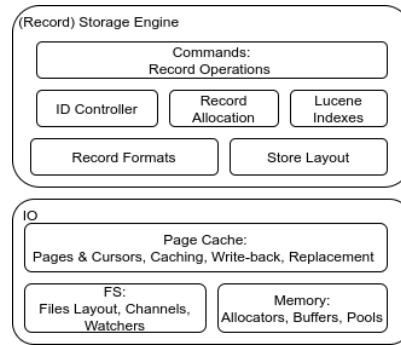 (Record) Storage Engine
Commands:
Record Operations
ID Controller
Record
Allocation
Lucene
Indexes
Record Formats
Store Layout
IO
Page Cache:
Pages & Cursors, Caching, Write-back, Replacement
FS:
Files Layout, Channels,
Watchers
Memory:
Allocators, Buffers, Pools